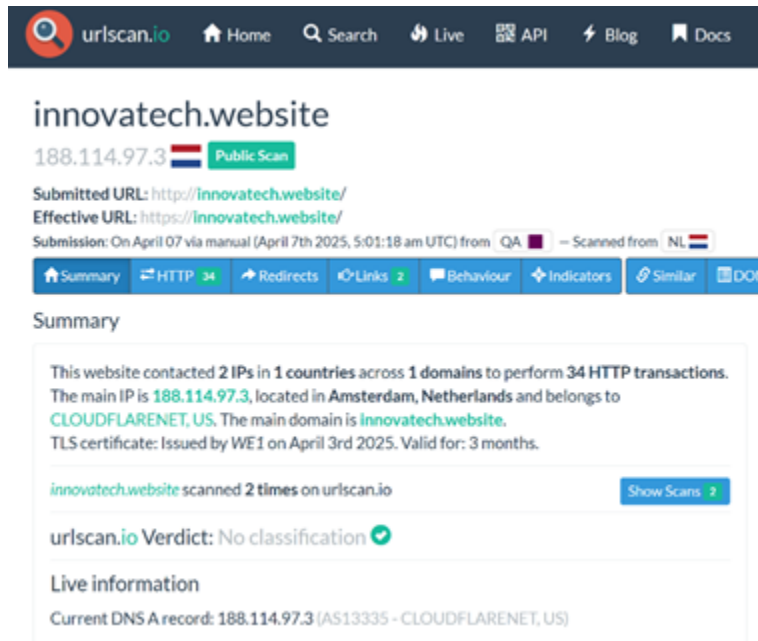 urlscan.io Home Search Live API Blog Docs
innovatech.website
188.114.97.3 Public Scan
Submitted URL: http://innovatech.website/
Effective URL: https://innovatech.website/
Submission: On April 07 via manual (April 7th 2025, 5:01:18 am UTC) from QA – Scanned from NL
Summary HTTP 34 Redirects Links 2 Behaviour Indicators Similar DO
Summary
This website contacted 2 IPs in 1 countries across 1 domains to perform 34 HTTP transactions.
The main IP is 188.114.97.3, located in Amsterdam, Netherlands and belongs to
CLOUDFLARENET, US. The main domain is innovatech.website.
TLS certificate: Issued by WE1 on April 3rd 2025. Valid for: 3 months.
innovatech.website scanned 2 times on urlscan.io Show Scans 2
urlscan.io Verdict: No classification
Live information
Current DNS A record: 188.114.97.3 (AS13335 - CLOUDFLARENET, US)